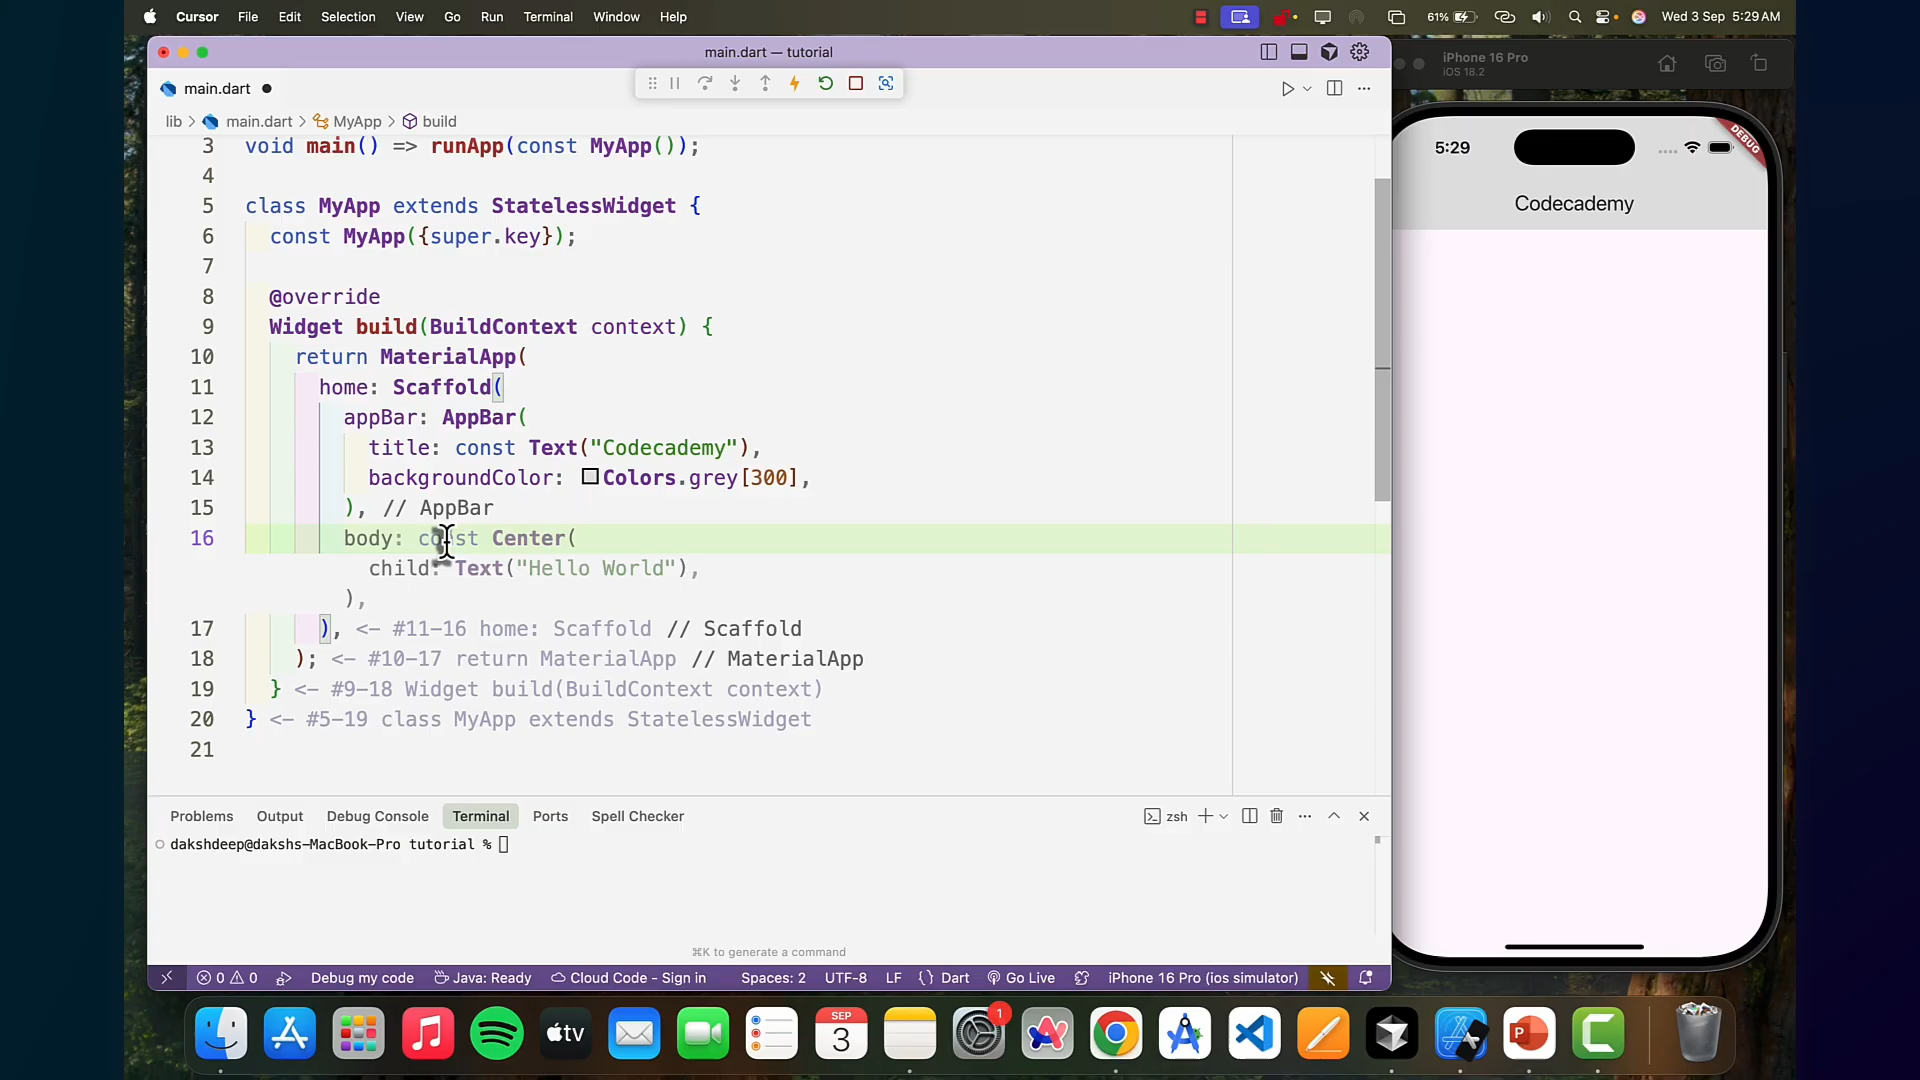 Cursor File Edit Selection View Go Run Terminal Window Help 61% Wed 3 Sep 5:29 AM
main.dart — tutorial
iPhone 16 Pro
iOS 18.2
main.dart
lib > main.dart > MyApp > build
3 void main() => runApp(const MyApp());
4
5 class MyApp extends StatelessWidget {
6 const MyApp({super.key});
7
8 @override
9 Widget build(BuildContext context) {
10 return MaterialApp(
11 home: Scaffold(
12 appBar: AppBar(
13 title: const Text("Codecademy"),
14 backgroundColor: Colors.grey[300],
15 ), // AppBar
16 body: const Center(
child: Text("Hello World"),
),
17 ), <- #11-16 home: Scaffold // Scaffold
18 ); <- #10-17 return MaterialApp // MaterialApp
19 } <- #9-18 Widget build(BuildContext context)
20 } <- #5-19 class MyApp extends StatelessWidget
21
5:29
DEBUG
Codecademy
Problems Output Debug Console Terminal Ports Spell Checker zsh
dakshdeep@dakshs-MacBook-Pro tutorial %
⌘K to generate a command
0 0 Debug my code Java: Ready Cloud Code - Sign in Spaces: 2 UTF-8 LF {} Dart Go Live iPhone 16 Pro (ios simulator)
tv
SEP
3
1
P
C